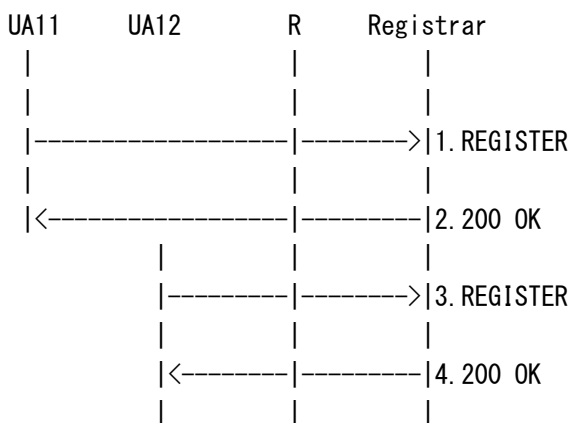 UA11 UA12 R Registrar
1.REGISTER
2.200 OK
3.REGISTER
4.200 OK